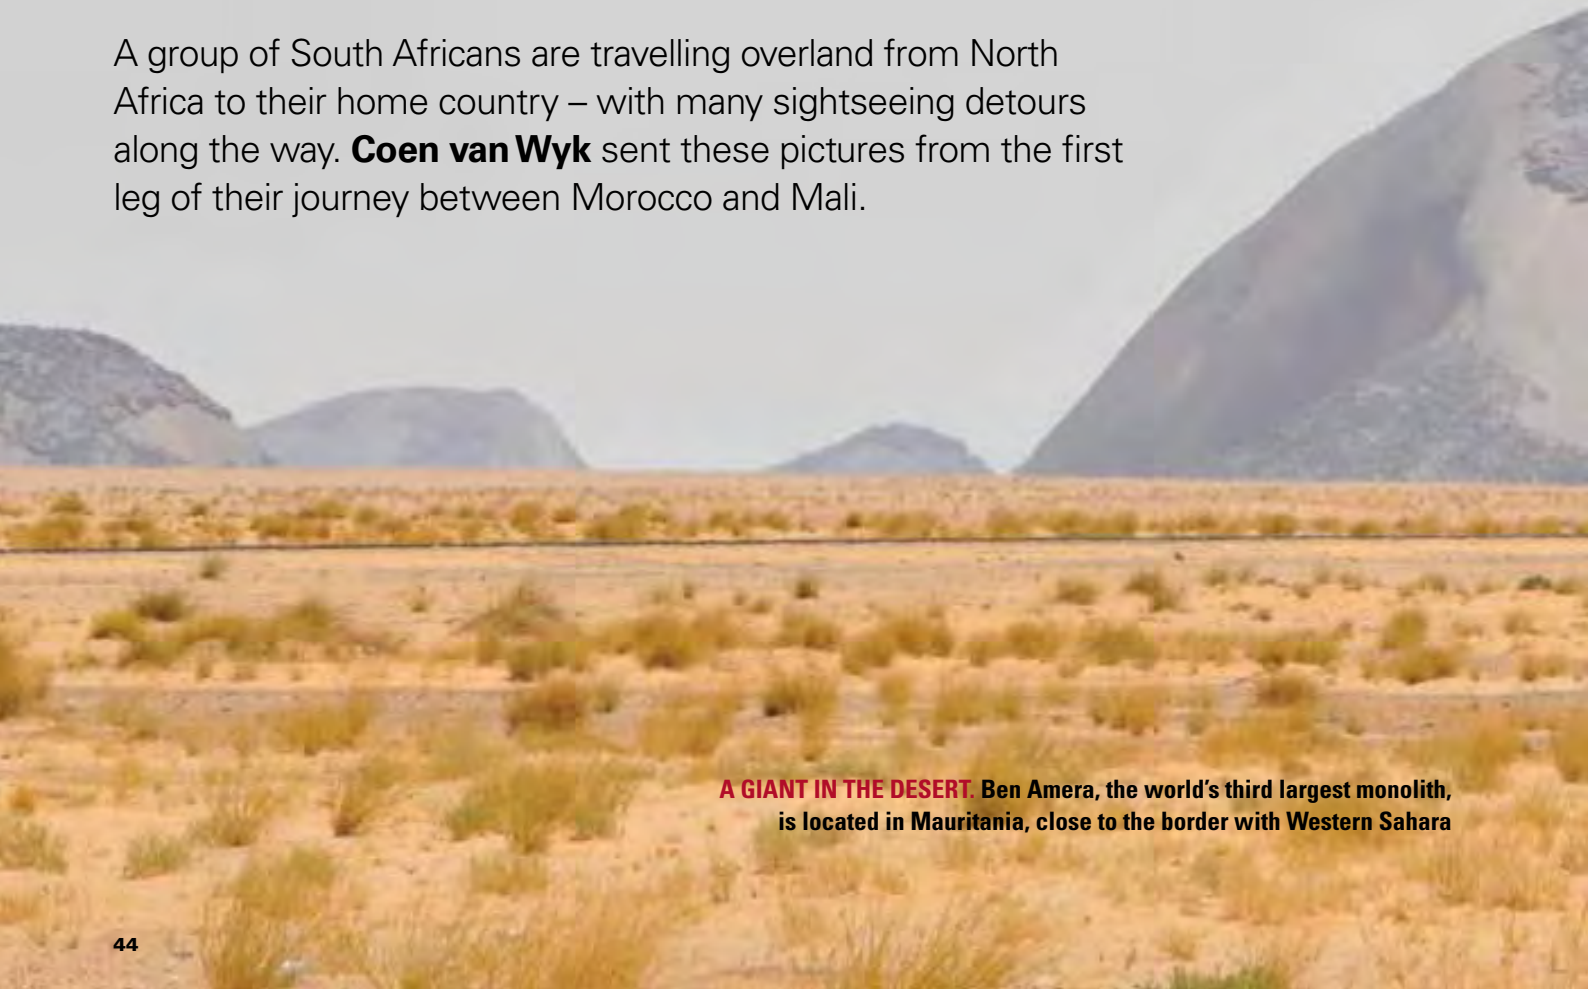 A group of South Africans are travelling overland from North
Africa to their home country – with many sightseeing detours
along the way. Coen van Wyk sent these pictures from the first
leg of their journey between Morocco and Mali.
A GIANT IN THE DESERT. Ben Amera, the world's third largest monolith,
is located in Mauritania, close to the border with Western Sahara
44